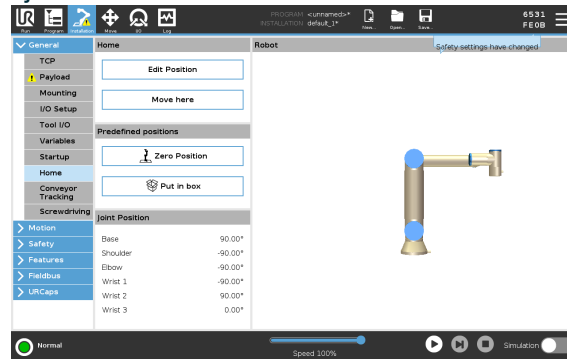 Run
Program
Installation
Move
I/O
Log
PROGRAM <unnamed>*
INSTALLATION default_1*
New...
Open...
Save...
6531
FE0B
General
Home
Robot
Safety settings have changed
TCP
Payload
Mounting
I/O Setup
Tool I/O
Variables
Startup
Home
Conveyor
Tracking
Screwdriving
Motion
Safety
Features
Fieldbus
URCaps
Edit Position
Move here
Predefined positions
Zero Position
Put in box
Joint Position
Base 90.00°
Shoulder -90.00°
Elbow -90.00°
Wrist 1 -90.00°
Wrist 2 90.00°
Wrist 3 0.00°
Normal
Speed 100%
Simulation